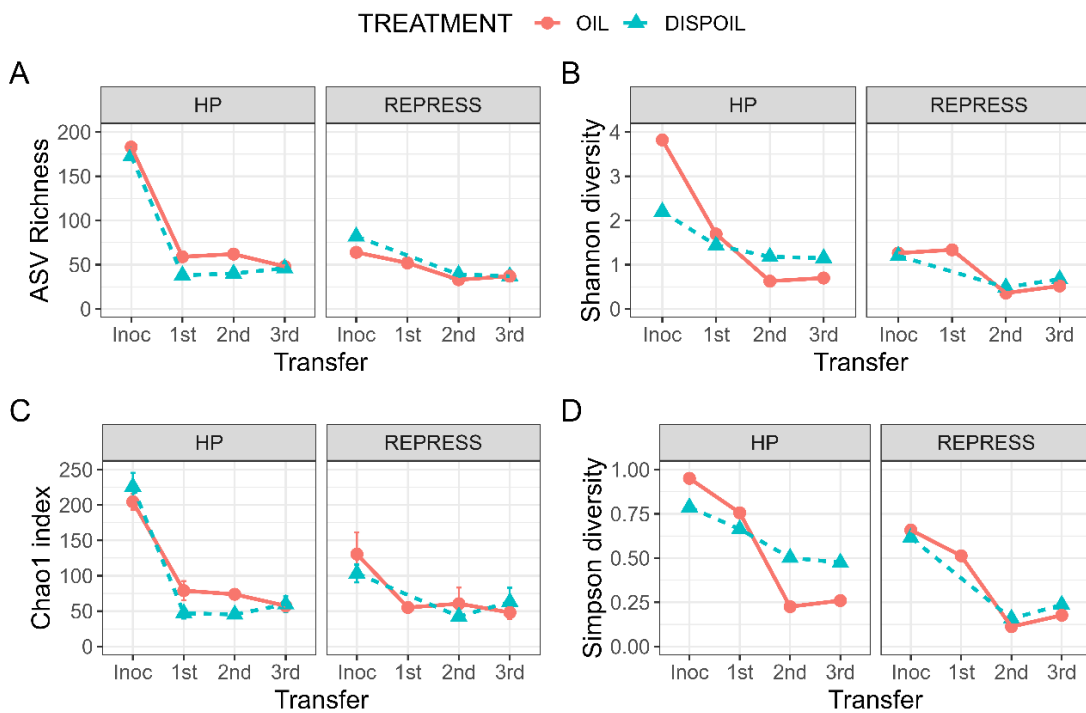 TREATMENT OIL DISPOIL
A
HP REPRESS
ASV Richness
200
150
100
50
0
Inoc 1st 2nd 3rd Inoc 1st 2nd 3rd
Transfer
B
HP REPRESS
Shannon diversity
4
3
2
1
0
Inoc 1st 2nd 3rd Inoc 1st 2nd 3rd
Transfer
C
HP REPRESS
Chao1 index
250
200
150
100
50
0
Inoc 1st 2nd 3rd Inoc 1st 2nd 3rd
Transfer
D
HP REPRESS
Simpson diversity
1.00
0.75
0.50
0.25
0.00
Inoc 1st 2nd 3rd Inoc 1st 2nd 3rd
Transfer